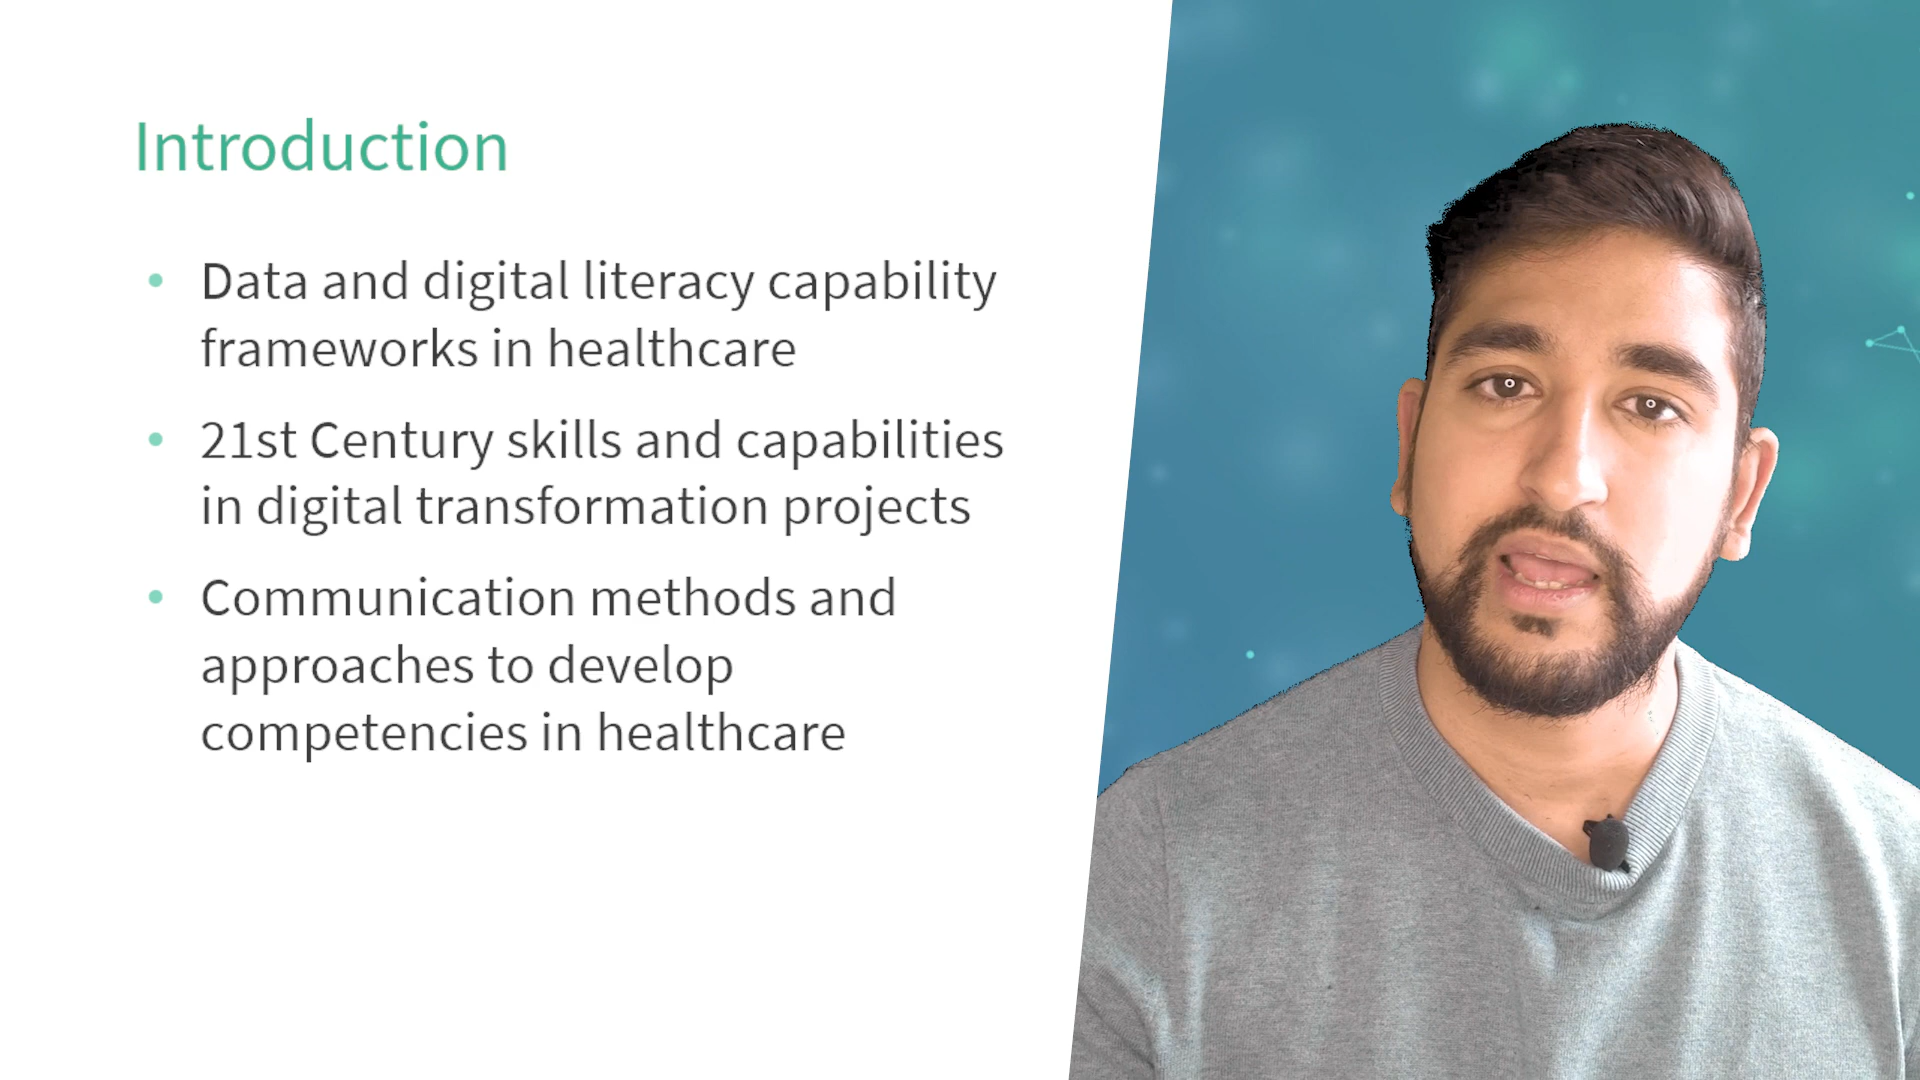 Introduction
• Data and digital literacy capability
frameworks in healthcare
• 21st Century skills and capabilities
in digital transformation projects
• Communication methods and
approaches to develop
competencies in healthcare